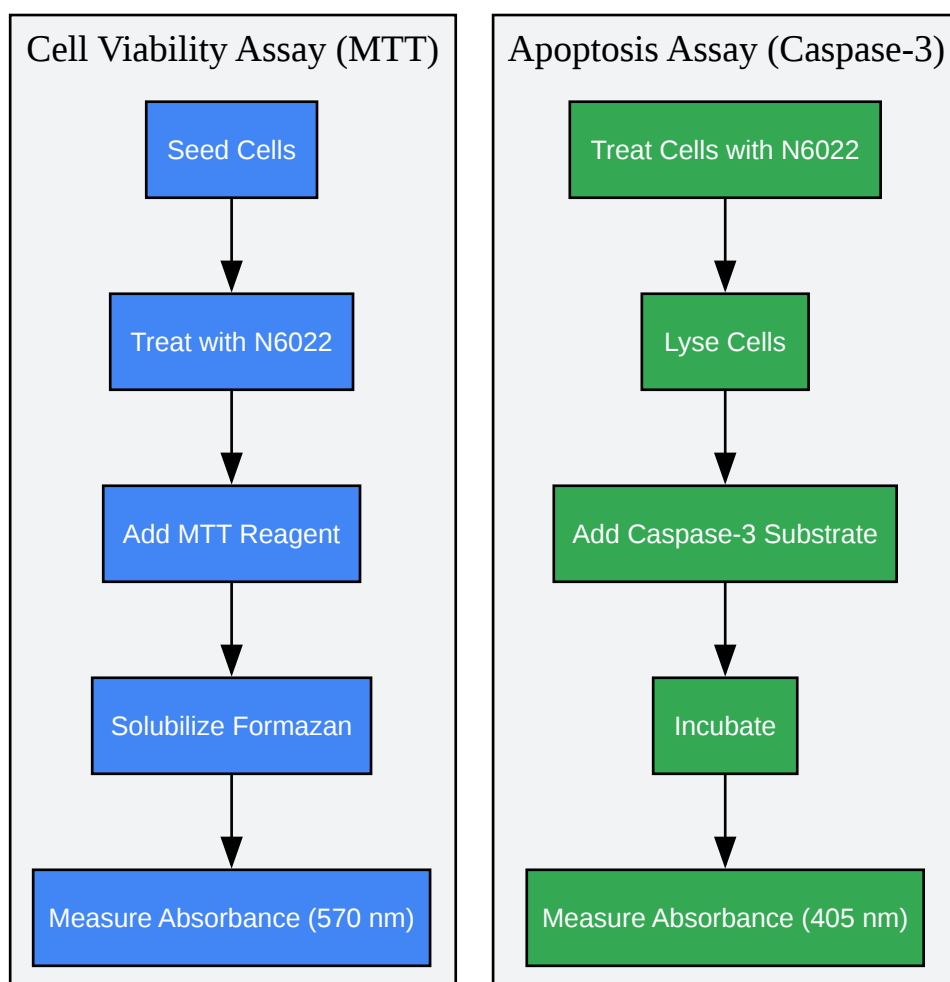 Cell Viability Assay (MTT)
Seed Cells
Treat with N6022
Add MTT Reagent
Solubilize Formazan
Measure Absorbance (570 nm)
Apoptosis Assay (Caspase-3)
Treat Cells with N6022
Lyse Cells
Add Caspase-3 Substrate
Incubate
Measure Absorbance (405 nm)